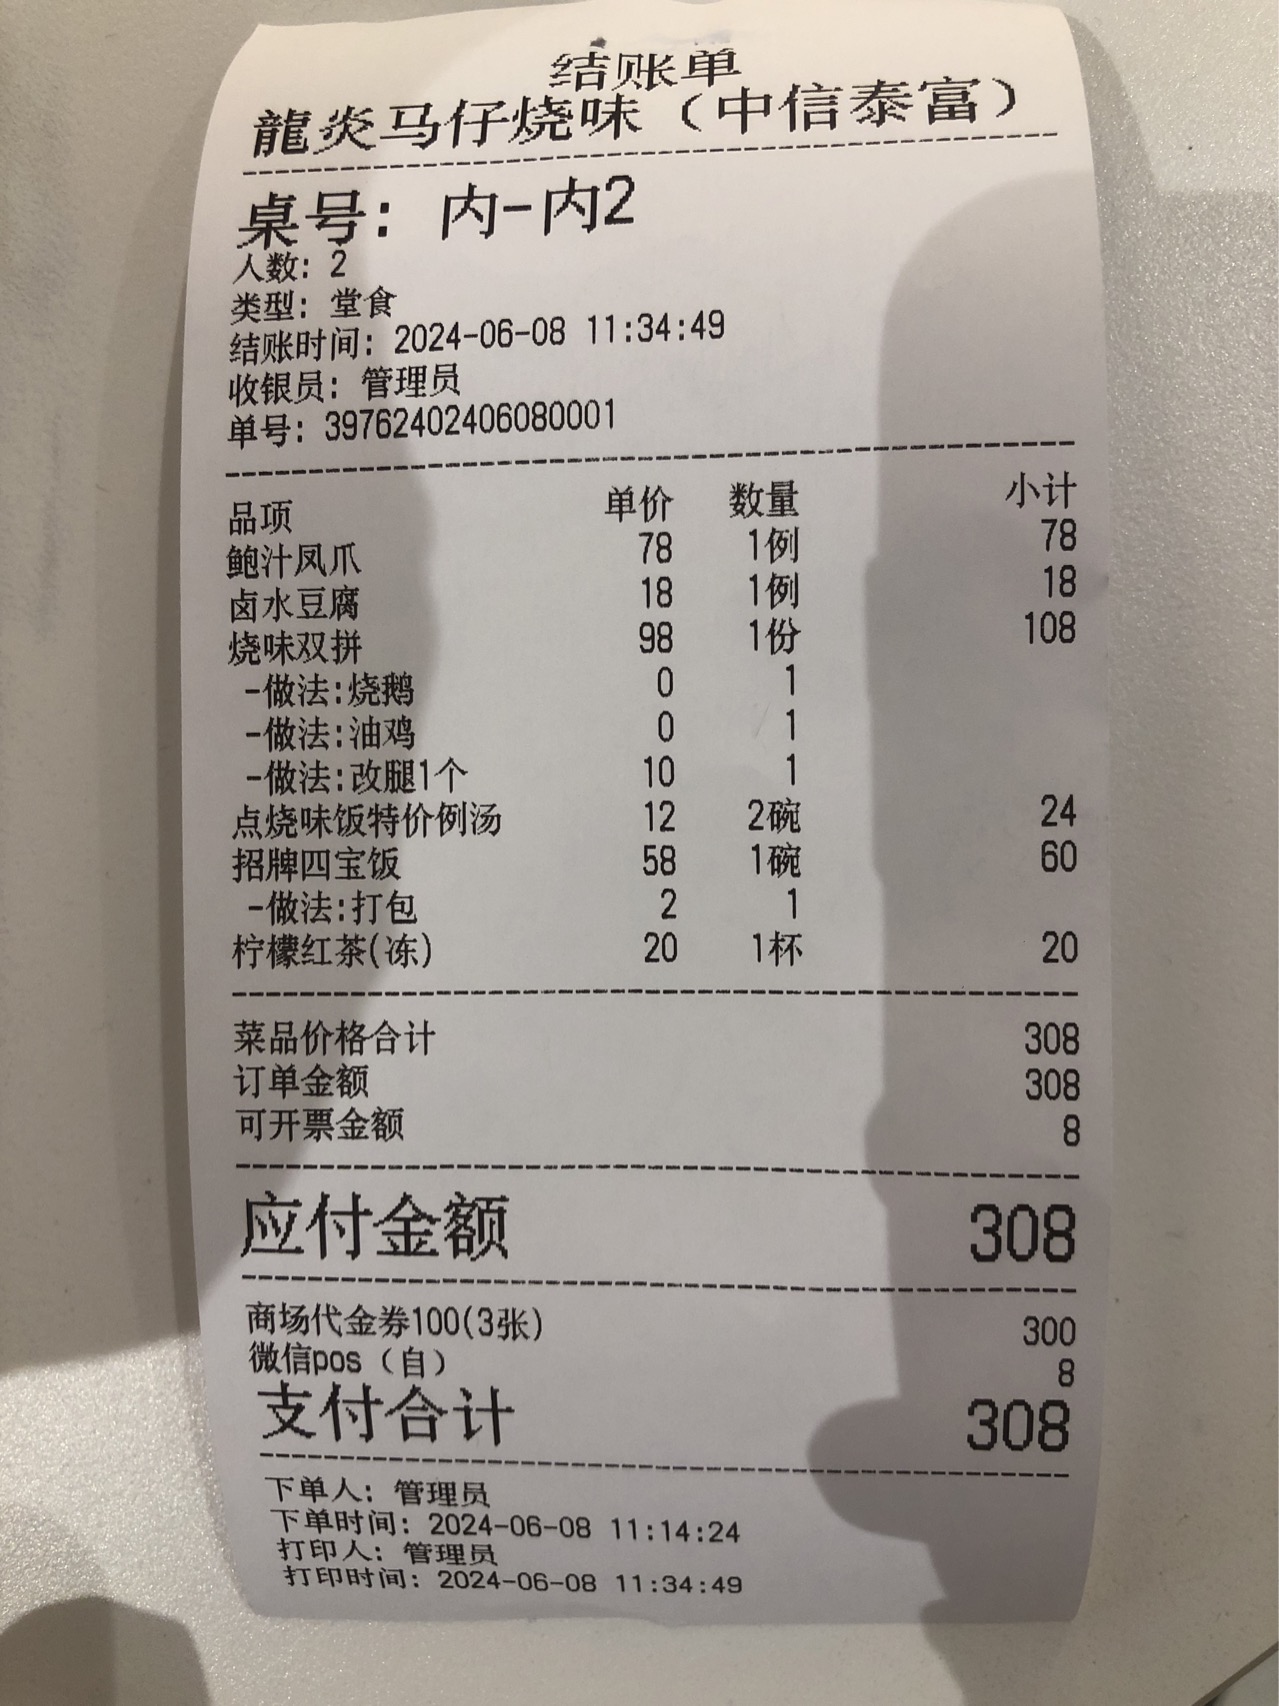 结账单
龍炎马仔烧味（中信泰富）
桌号: 内-内2
人数: 2
类型: 堂食
结账时间: 2024-06-08 11:34:49
收银员: 管理员
单号: 39762402406080001
品项 单价 数量 小计
鲍汁凤爪 78 1例 78
卤水豆腐 18 1例 18
烧味双拼 98 1份 108
-做法:烧鹅 0 1
-做法:油鸡 0 1
-做法:改腿1个 10 1
点烧味饭特价例汤 12 2碗 24
招牌四宝饭 58 1碗 60
-做法:打包 2 1
柠檬红茶(冻) 20 1杯 20
菜品价格合计 308
订单金额 308
可开票金额 8
应付金额 308
商场代金券100(3张) 300
微信pos（自） 8
支付合计 308
下单人: 管理员
下单时间: 2024-06-08 11:14:24
打印人: 管理员
打印时间: 2024-06-08 11:34:49